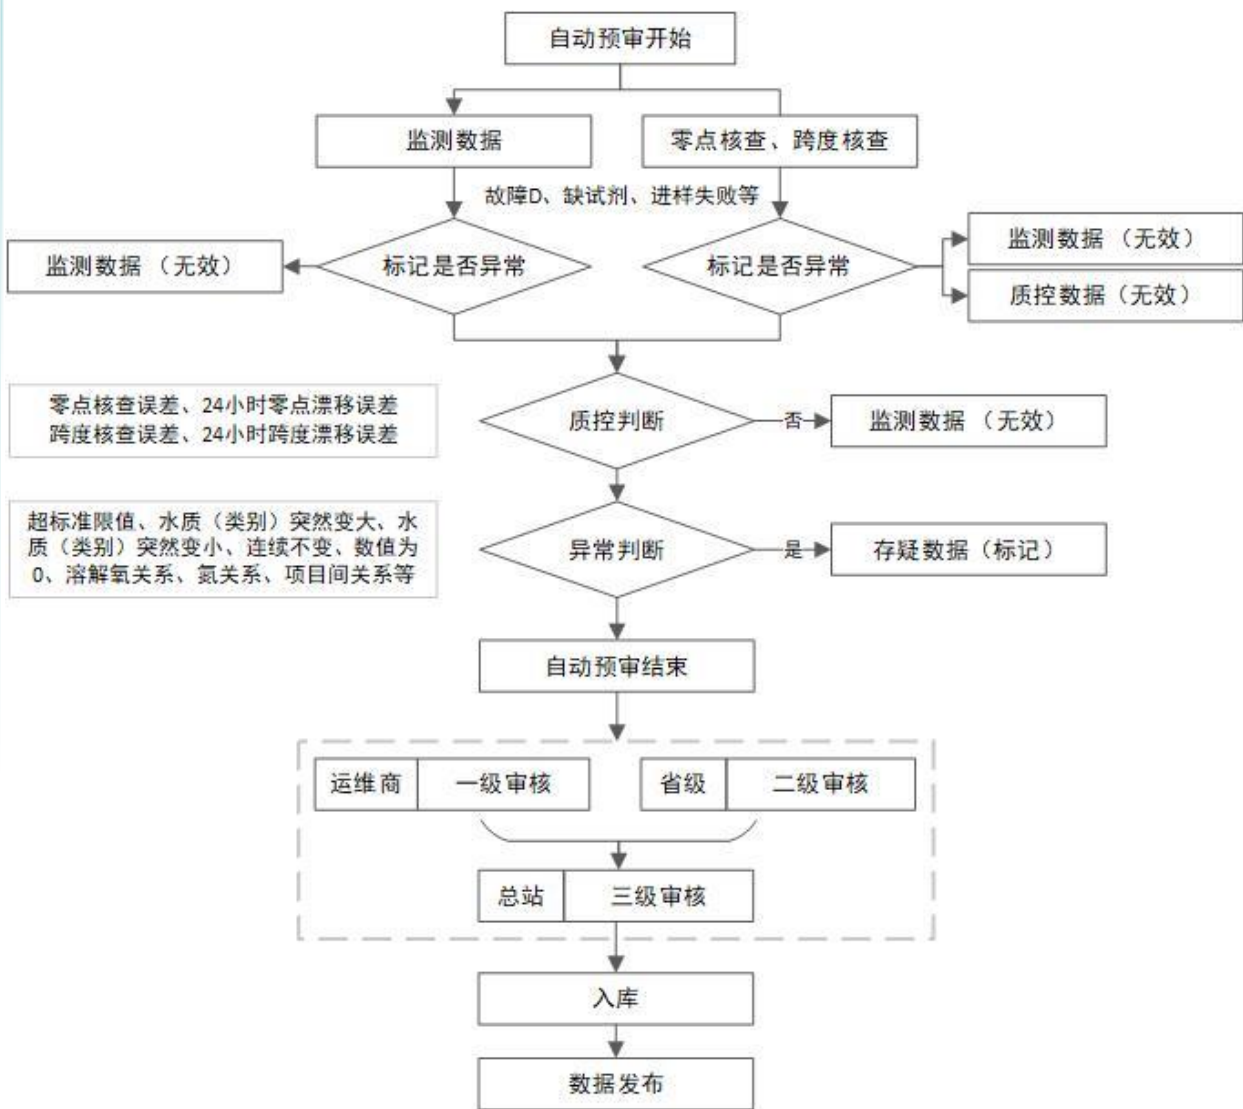 自动预审开始
监测数据
零点核查、跨度核查
故障D、缺试剂、进样失败等
监测数据（无效）
标记是否异常
标记是否异常
监测数据（无效）
质控数据（无效）
零点核查误差、24小时零点漂移误差
跨度核查误差、24小时跨度漂移误差
质控判断
否
监测数据（无效）
超标准限值、水质（类别）突然变大、水
质（类别）突然变小、连续不变、数值为
0、溶解氧关系、氮关系、项目间关系等
异常判断
是
存疑数据（标记）
自动预审结束
运维商 一级审核
省级 二级审核
总站 三级审核
入库
数据发布